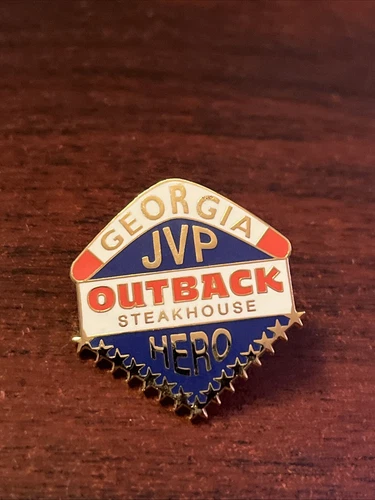 GEORGIA
JVP
OUTBACK
STEAKHOUSE
HERO